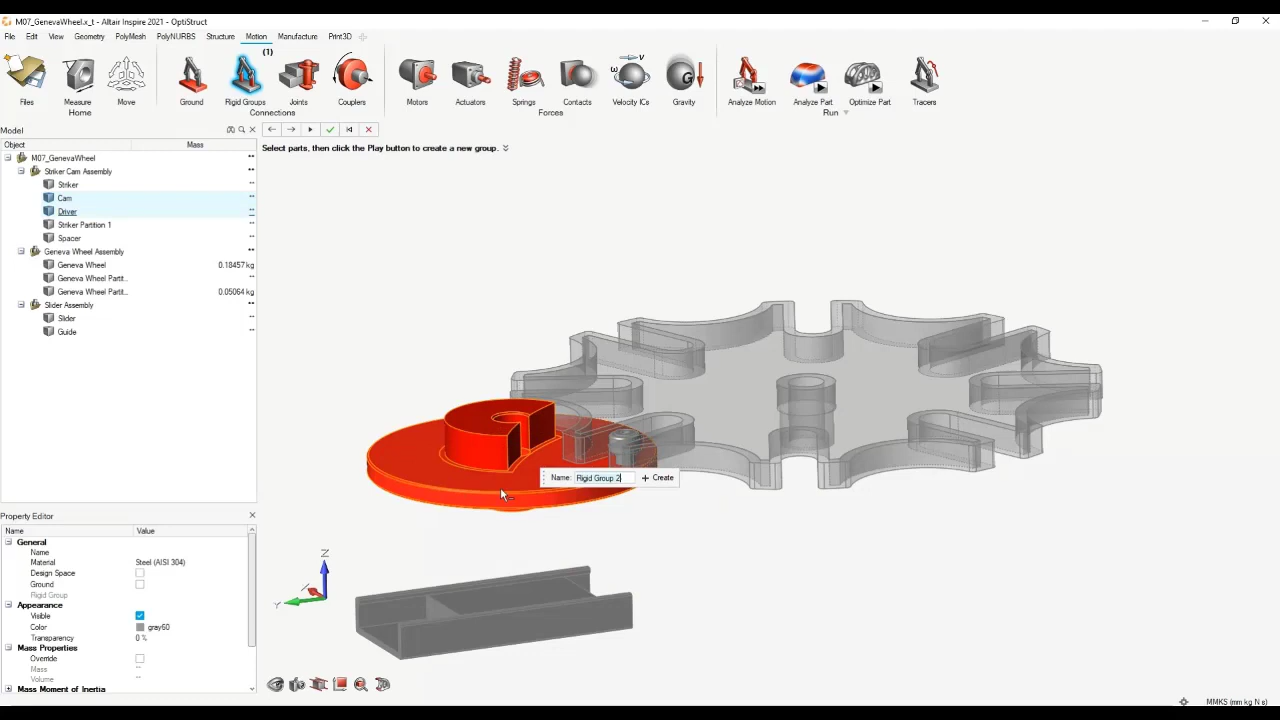 M07_GenevaWheel.x_t - Altair Inspire 2021 - OptiStruct
File Edit View Geometry PolyMesh PolyNURBS Structure Motion Manufacture Print3D
(1)
Files Measure Move Ground Rigid Groups Joints Couplers Motors Actuators Springs Contacts Velocity ICs Gravity Analyze Motion Analyze Part Optimize Part Tracers
Home Connections Forces Run
Model
Object Mass
Select parts, then click the Play button to create a new group.
M07_GenevaWheel
Striker Cam Assembly
Striker
Cam
Driver
Striker Partition 1
Spacer
Geneva Wheel Assembly
Geneva Wheel 0.18457 kg
Geneva Wheel Partit...
Geneva Wheel Partit... 0.05064 kg
Slider Assembly
Slider
Guide
Name: Rigid Group 2 + Create
Property Editor
Name Value
General
Name
Material Steel (AISI 304)
Design Space
Ground
Rigid Group
Appearance
Visible
Color gray60
Transparency 0 %
Mass Properties
Override
Mass --
Volume --
Mass Moment of Inertia
Z
Y
X
MMKS (mm kg N s)